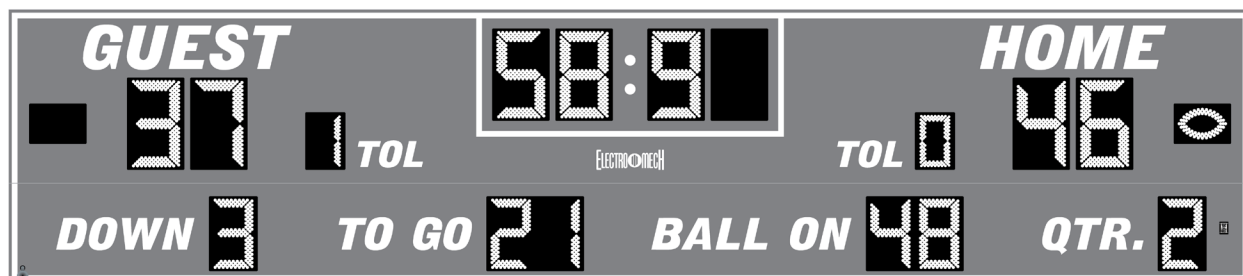 GUEST 58:9 HOME
37 1 TOL TOL 0 46
ELECTRO MECH
DOWN 3 TO GO 21 BALL ON 48 QTR. 2